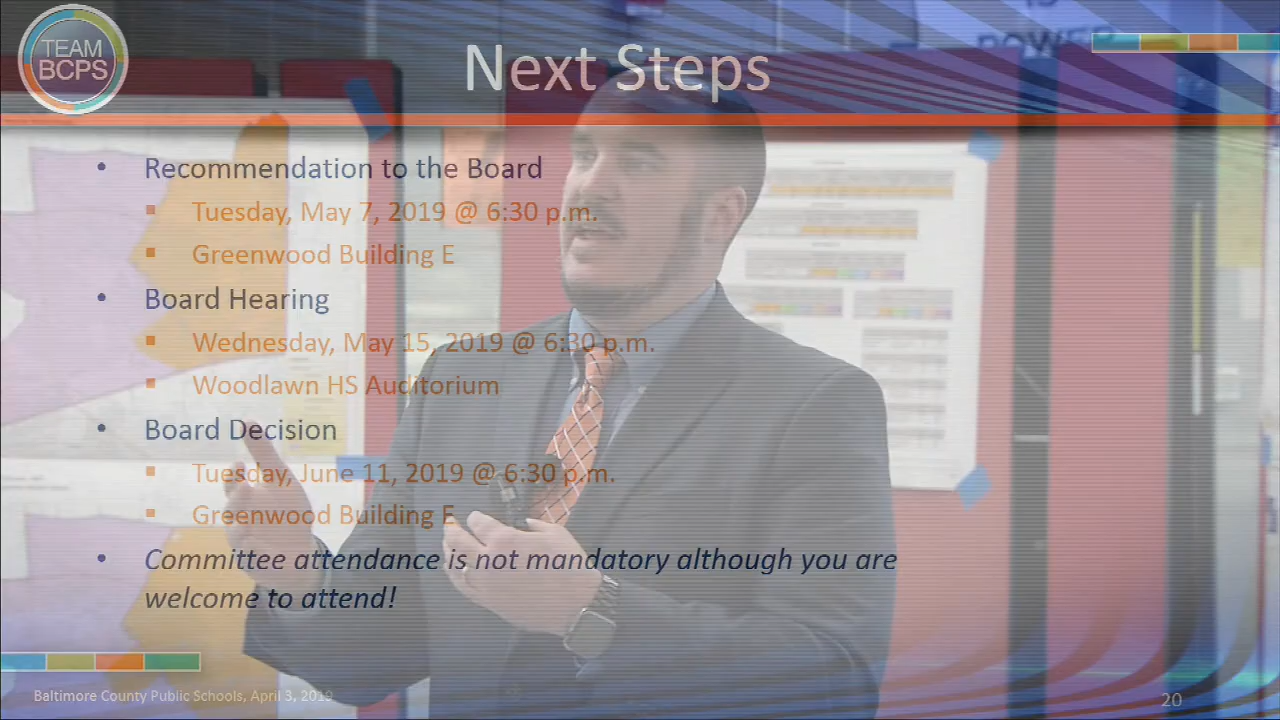 TEAM
BCPS
Next Steps
POWER
• Recommendation to the Board
▪ Tuesday, May 7, 2019 @ 6:30 p.m.
▪ Greenwood Building E
• Board Hearing
▪ Wednesday, May 15, 2019 @ 6:30 p.m.
▪ Woodlawn HS Auditorium
• Board Decision
▪ Tuesday, June 11, 2019 @ 6:30 p.m.
▪ Greenwood Building E
• Committee attendance is not mandatory although you are
welcome to attend!
Baltimore County Public Schools, April 3, 2019
20